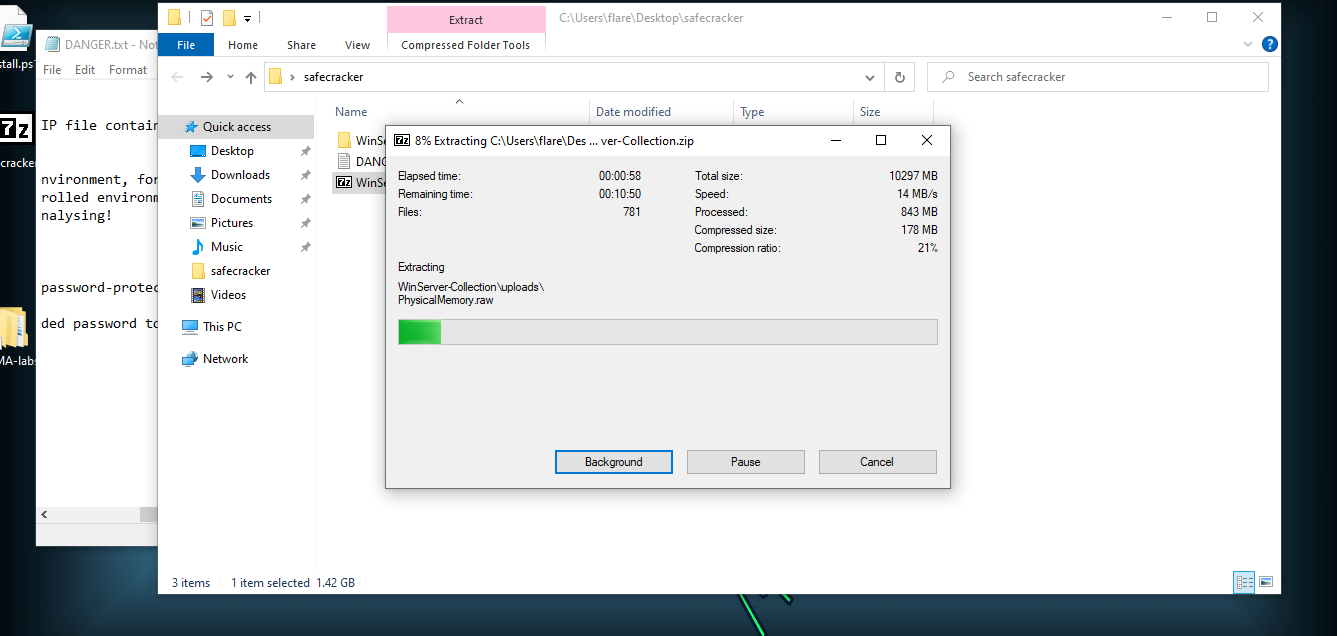 stall.ps1
cracker
MA-labs
DANGER.txt - Not
File Edit Format
IP file contain
nvironment, for
rolled environm
nalysing!
password-protec
ded password to
Extract
C:\Users\flare\Desktop\safecracker
File Home Share View Compressed Folder Tools
safecracker
Search safecracker
Quick access
Desktop
Downloads
Documents
Pictures
Music
safecracker
Videos
This PC
Network
Name Date modified Type Size
WinSe
DANG
WinSe
7z 8% Extracting C:\Users\flare\Des ... ver-Collection.zip
Elapsed time: 00:00:58 Total size: 10297 MB
Remaining time: 00:10:50 Speed: 14 MB/s
Files: 781 Processed: 843 MB
Compressed size: 178 MB
Compression ratio: 21%
Extracting
WinServer-Collection\uploads\
PhysicalMemory.raw
Background Pause Cancel
3 items 1 item selected 1.42 GB